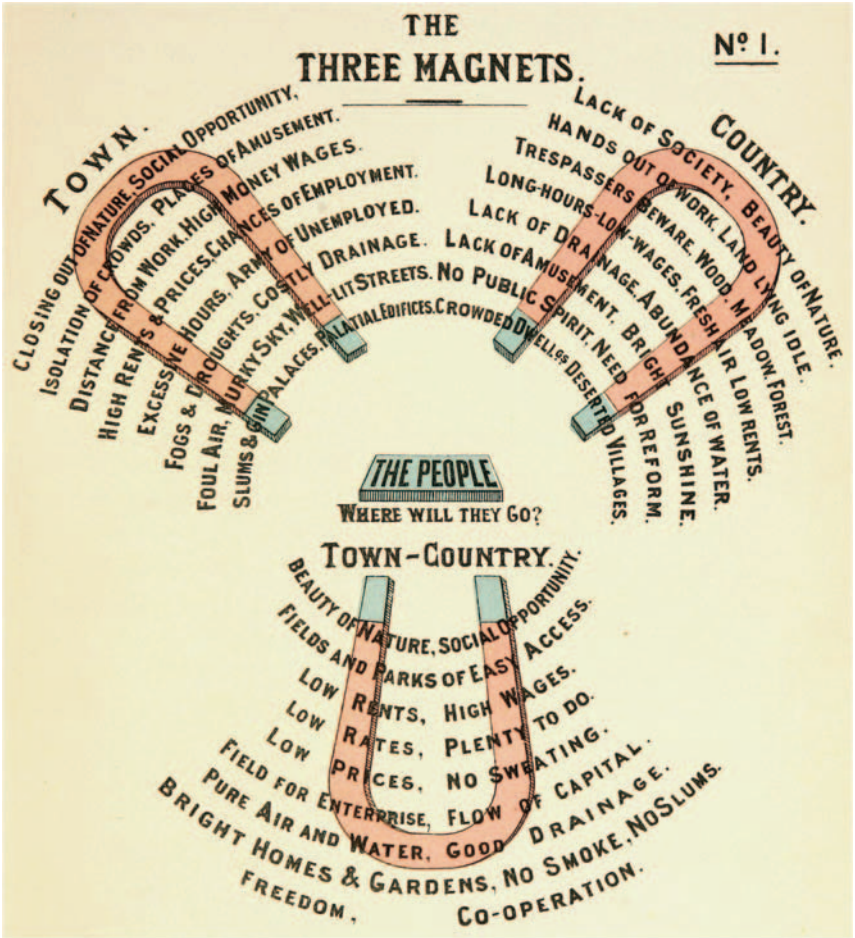 THE
THREE MAGNETS.
Nº 1.
TOWN.
CLOSING OUT OF NATURE. SOCIAL OPPORTUNITY.
ISOLATION OF CROWDS. PLACES OF AMUSEMENT.
DISTANCE FROM WORK. HIGH MONEY WAGES.
HIGH RENTS & PRICES. CHANCES OF EMPLOYMENT.
EXCESSIVE HOURS. ARMY OF UNEMPLOYED.
FOGS & DROUGHTS. COSTLY DRAINAGE.
FOUL AIR. MURKY SKY. WELL-LIT STREETS.
SLUMS & GIN PALACES. PALATIAL EDIFICES.
COUNTRY.
LACK OF SOCIETY. BEAUTY OF NATURE.
HANDS OUT OF WORK. LAND LYING IDLE.
TRESPASSERS BEWARE. WOOD. MEADOW. FOREST.
LONG-HOURS-LOW-WAGES. FRESH AIR LOW RENTS.
LACK OF DRAINAGE. ABUNDANCE OF WATER.
LACK OF AMUSEMENT. BRIGHT SUNSHINE.
NO PUBLIC SPIRIT. NEED FOR REFORM.
CROWDED DWELLGS DESERTED VILLAGES.
THE PEOPLE
WHERE WILL THEY GO?
TOWN-COUNTRY.
BEAUTY OF NATURE, SOCIAL OPPORTUNITY.
FIELDS AND PARKS OF EASY ACCESS.
LOW RENTS, HIGH WAGES.
LOW RATES, PLENTY TO DO.
LOW PRICES, NO SWEATING.
FIELD FOR ENTERPRISE, FLOW OF CAPITAL.
PURE AIR AND WATER, GOOD DRAINAGE.
BRIGHT HOMES & GARDENS, NO SMOKE, NO SLUMS.
FREEDOM, CO-OPERATION.